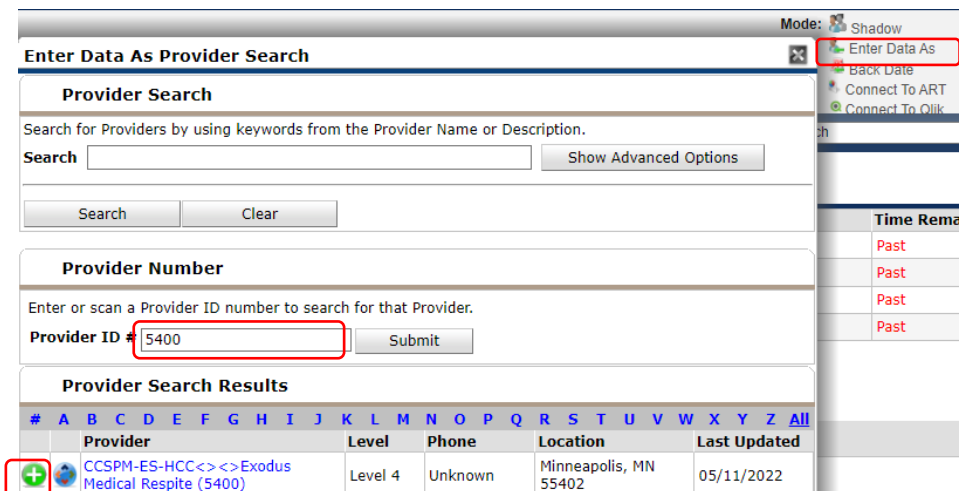 Mode: Shadow
Enter Data As Provider Search
Enter Data As
Back Date
Connect To ART
Connect To Qlik
Provider Search
Search for Providers by using keywords from the Provider Name or Description.
Search
Show Advanced Options
Search Clear
Time Rema
Past
Past
Past
Past
Provider Number
Enter or scan a Provider ID number to search for that Provider.
Provider ID # 5400 Submit
Provider Search Results
# A B C D E F G H I J K L M N O P Q R S T U V W X Y Z All
Provider Level Phone Location Last Updated
CCSPM-ES-HCC<><>Exodus
Medical Respite (5400)
Level 4 Unknown
Minneapolis, MN
55402
05/11/2022